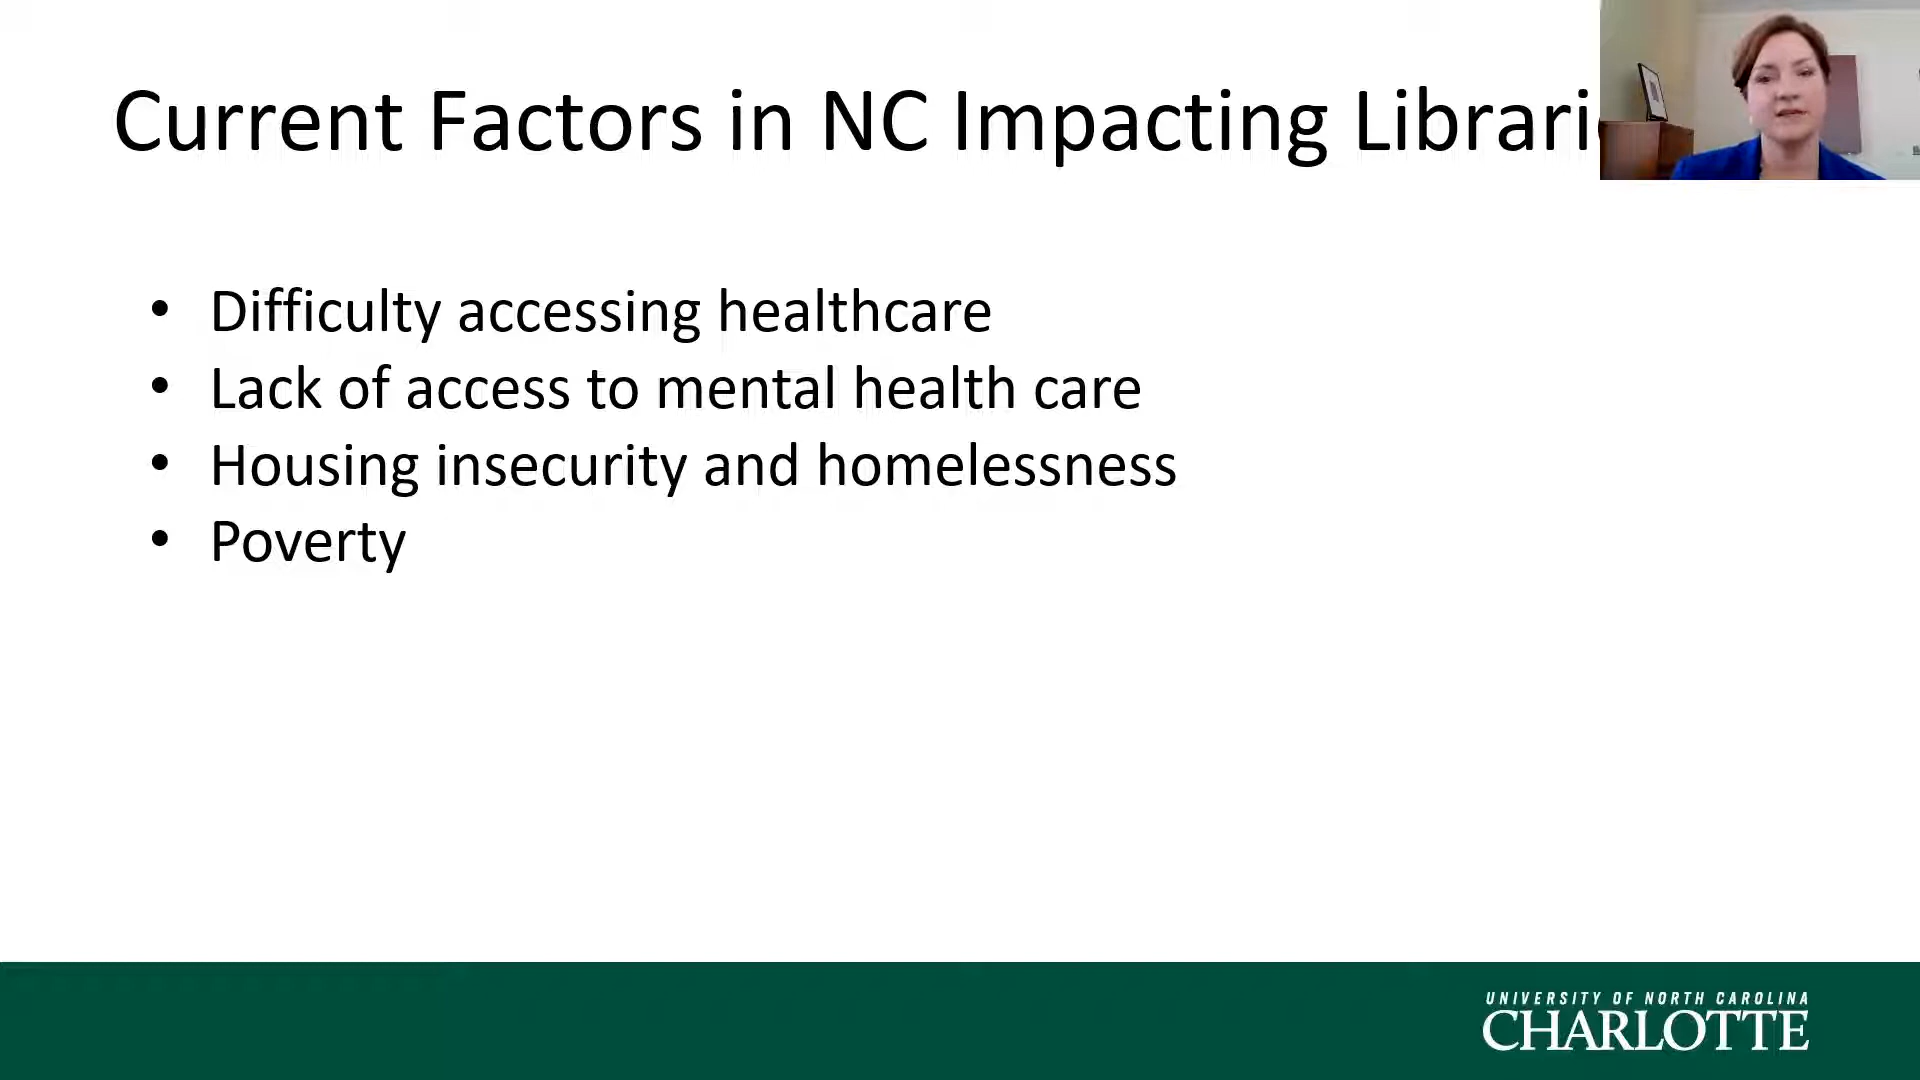 Current Factors in NC Impacting Librari
• Difficulty accessing healthcare
• Lack of access to mental health care
• Housing insecurity and homelessness
• Poverty
UNIVERSITY OF NORTH CAROLINA
CHARLOTTE